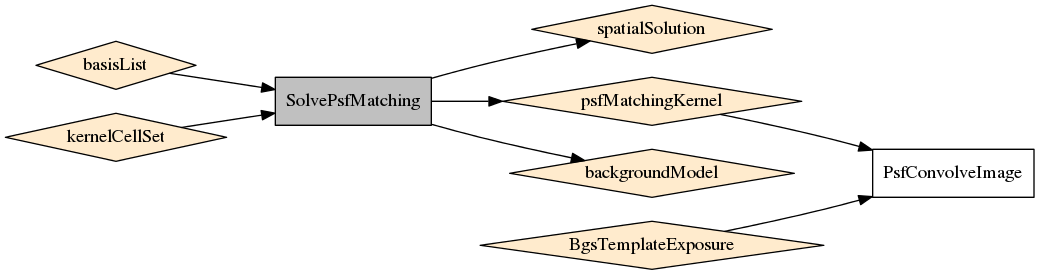 basisList
kernelCellSet
SolvePsfMatching
spatialSolution
psfMatchingKernel
backgroundModel
BgsTemplateExposure
PsfConvolveImage